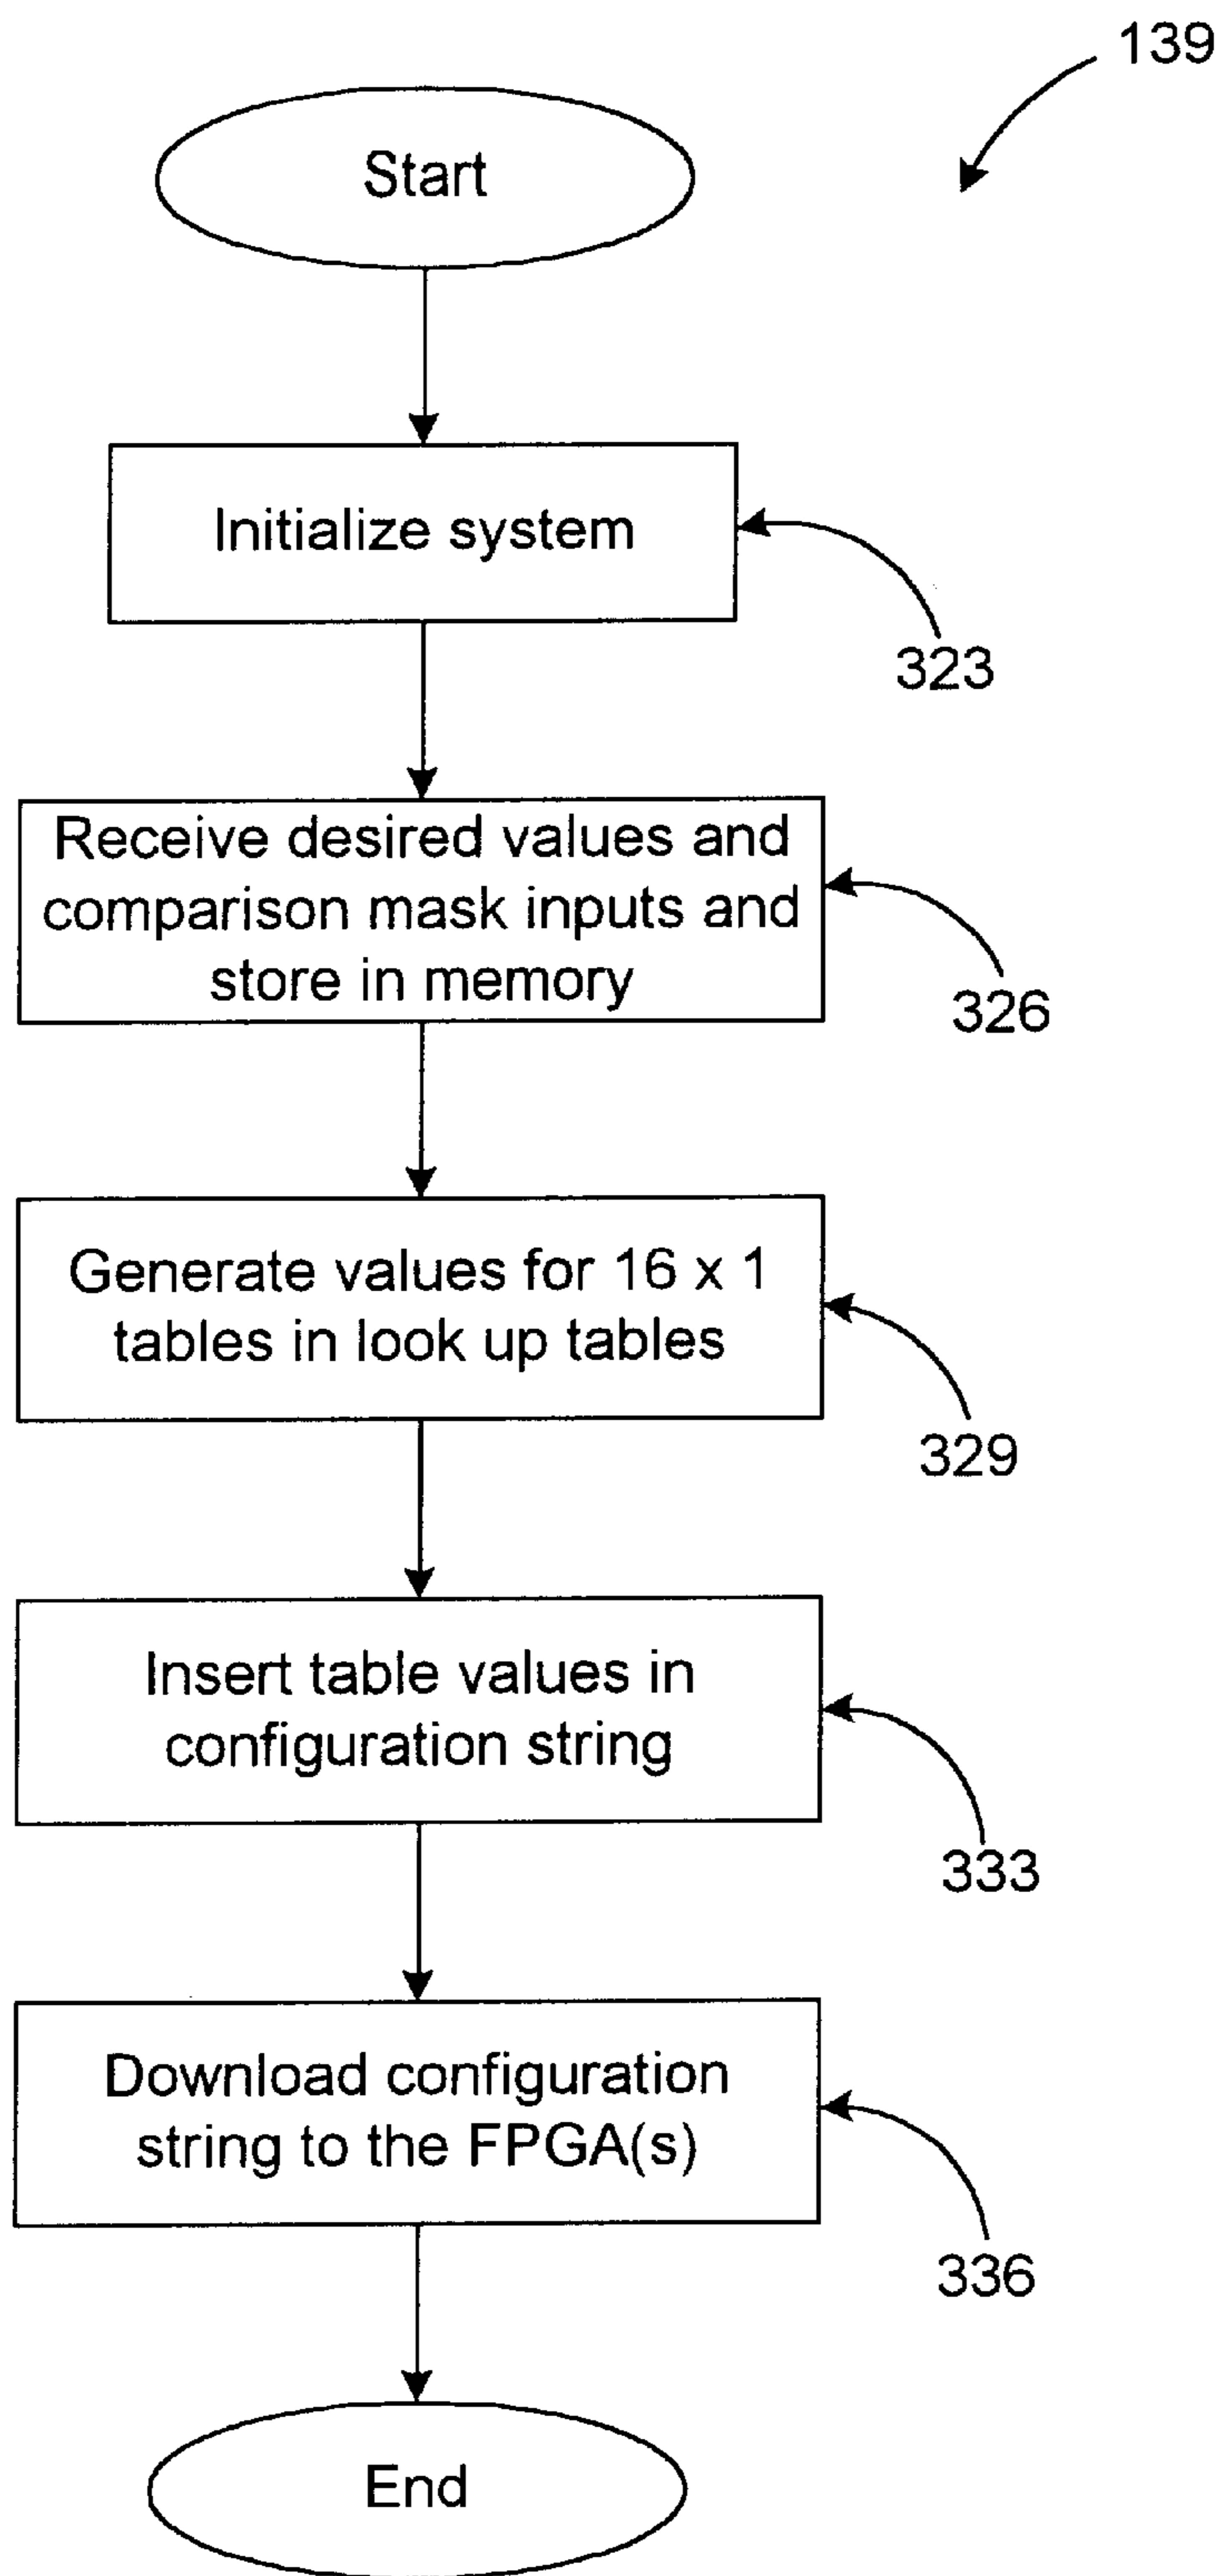 139
Start
Initialize system
323
Receive desired values and
comparison mask inputs and
store in memory
326
Generate values for 16 x 1
tables in look up tables
329
Insert table values in
configuration string
333
Download configuration
string to the FPGA(s)
336
End